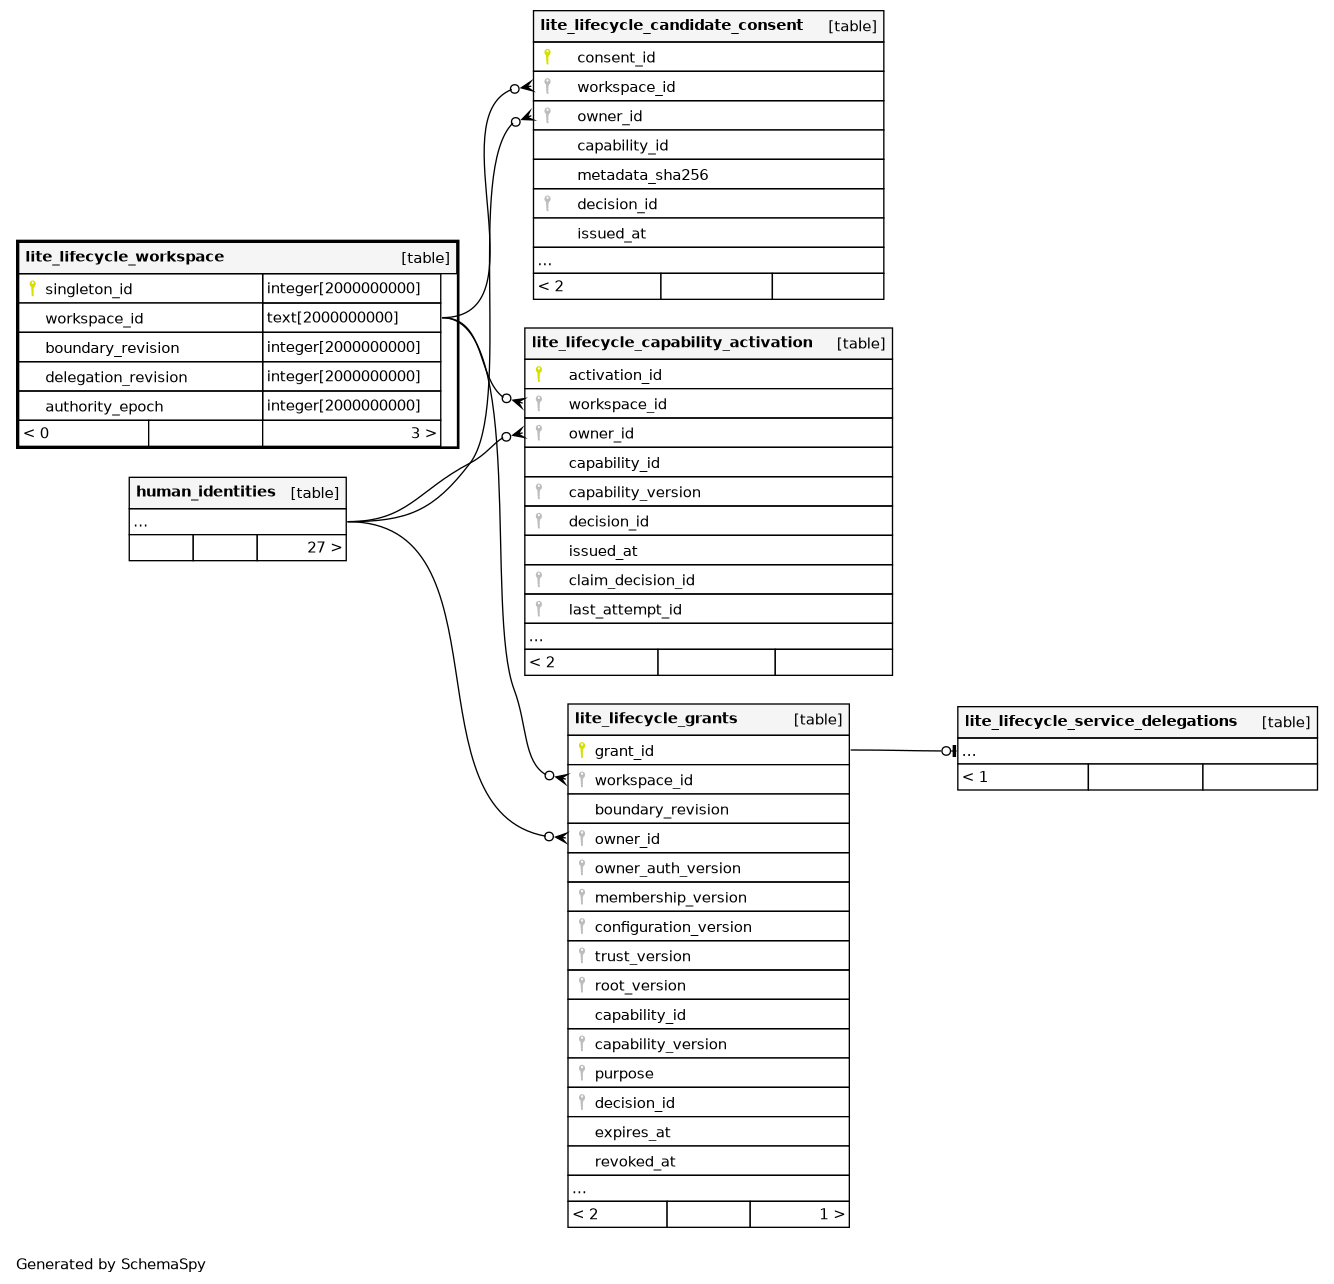 lite_lifecycle_candidate_consent [table]
consent_id
workspace_id
owner_id
capability_id
metadata_sha256
decision_id
issued_at
...
< 2
lite_lifecycle_workspace [table]
singleton_id integer[2000000000]
workspace_id text[2000000000]
boundary_revision integer[2000000000]
delegation_revision integer[2000000000]
authority_epoch integer[2000000000]
< 0 3 >
lite_lifecycle_capability_activation [table]
activation_id
workspace_id
owner_id
capability_id
capability_version
decision_id
issued_at
claim_decision_id
last_attempt_id
...
< 2
human_identities [table]
...
27 >
lite_lifecycle_grants [table]
grant_id
workspace_id
boundary_revision
owner_id
owner_auth_version
membership_version
configuration_version
trust_version
root_version
capability_id
capability_version
purpose
decision_id
expires_at
revoked_at
...
< 2 1 >
lite_lifecycle_service_delegations [table]
...
< 1
Generated by SchemaSpy